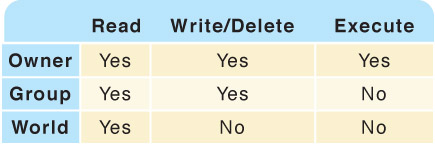 Read Write/Delete Execute
Owner Yes Yes Yes
Group Yes Yes No
World Yes No No